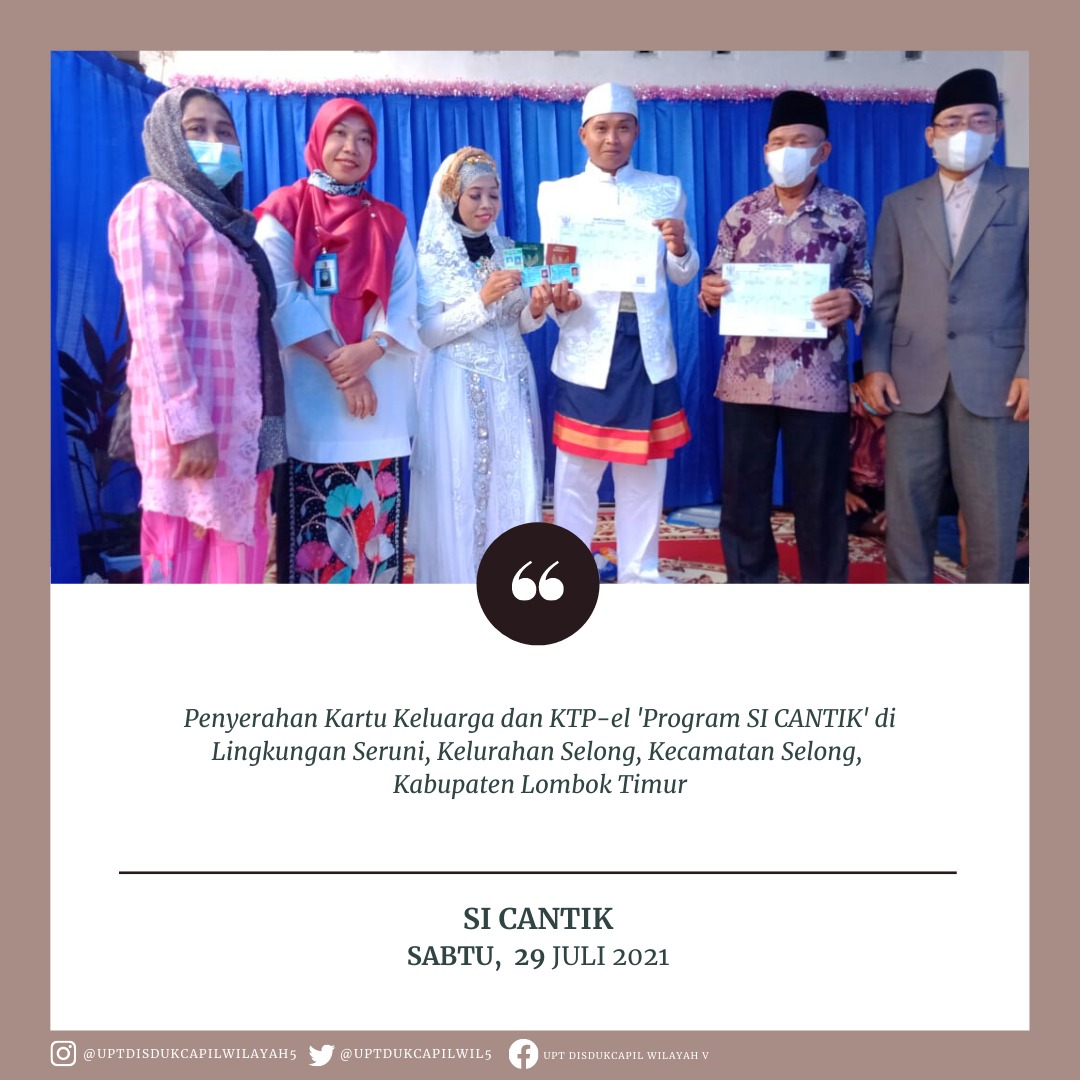 Penyerahan Kartu Keluarga dan KTP-el 'Program SI CANTIK' di
Lingkungan Seruni, Kelurahan Selong, Kecamatan Selong,
Kabupaten Lombok Timur
SI CANTIK
SABTU, 29 JULI 2021
@UPTDISDUKCAPILWILAYAH5 @UPTDUKCAPILWIL5 UPT DISDUKCAPIL WILAYAH V